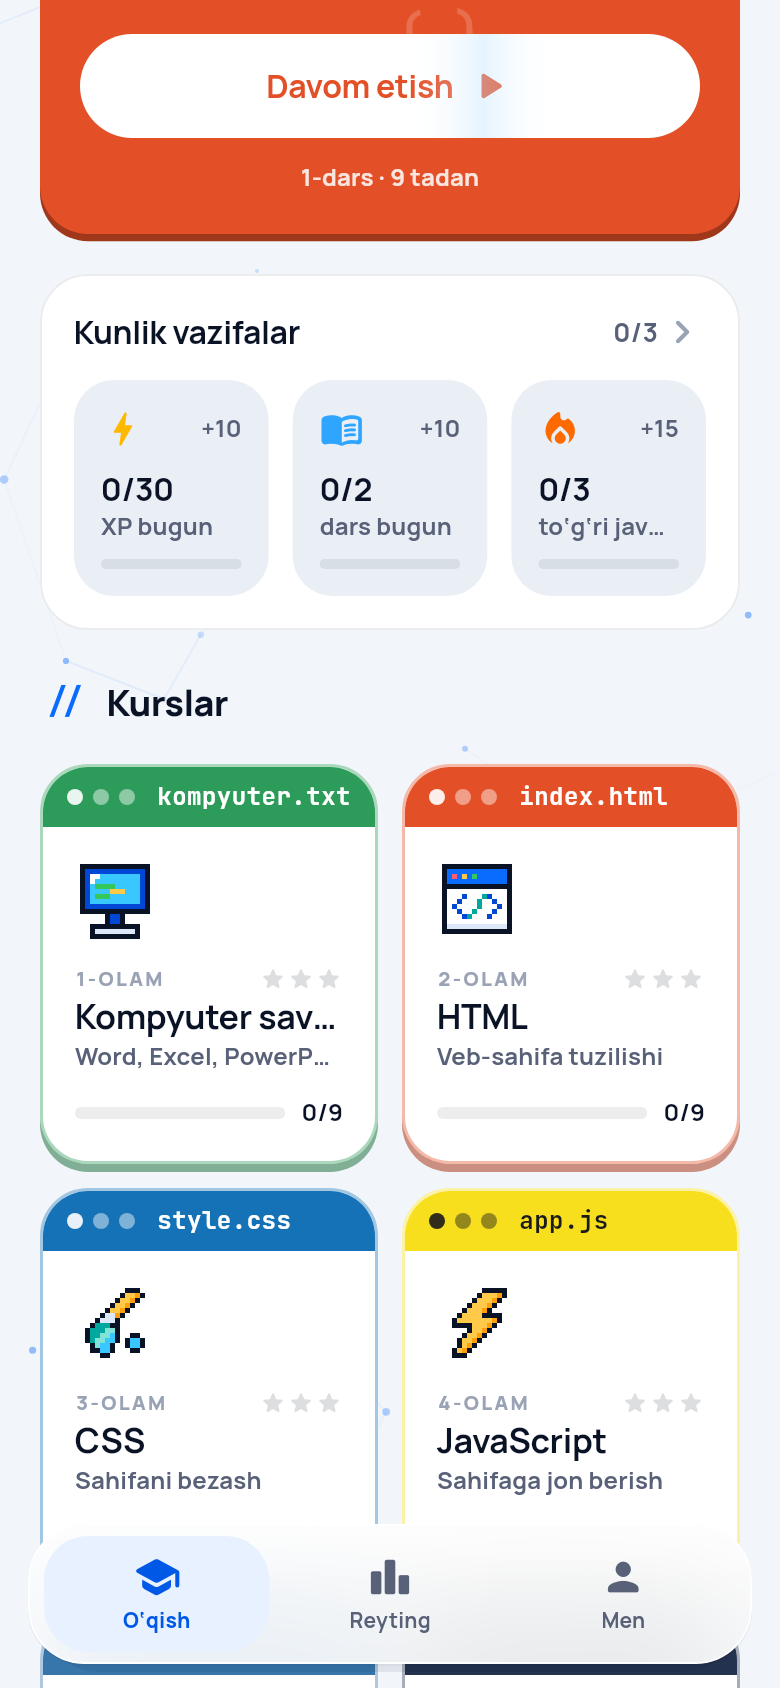 Davom etish
1-dars · 9 tadan
Kunlik vazifalar 0/3
+10 +10 +15
0/30 0/2 0/3
XP bugun dars bugun toʻgʻri jav...
// Kurslar
kompyuter.txt index.html
1-OLAM 2-OLAM
Kompyuter sav... HTML
Word, Excel, PowerP... Veb-sahifa tuzilishi
0/9 0/9
style.css app.js
3-OLAM 4-OLAM
CSS JavaScript
Sahifani bezash Sahifaga jon berish
Oʻqish Reyting Men